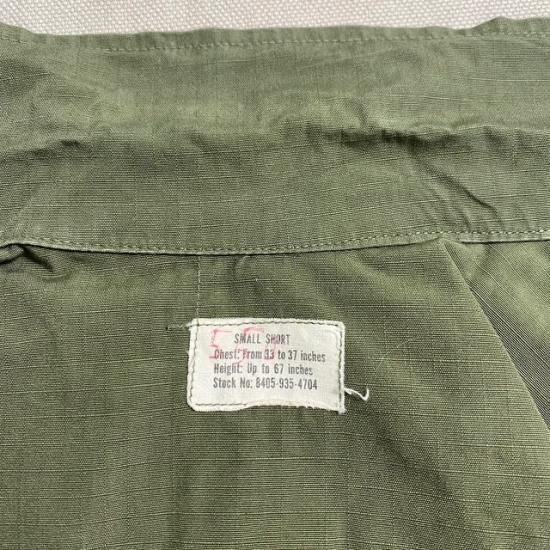 SMALL SHORT
Chest: From 33 to 37 inches
Height: Up to 67 inches
Stock No: 8405-935-4704